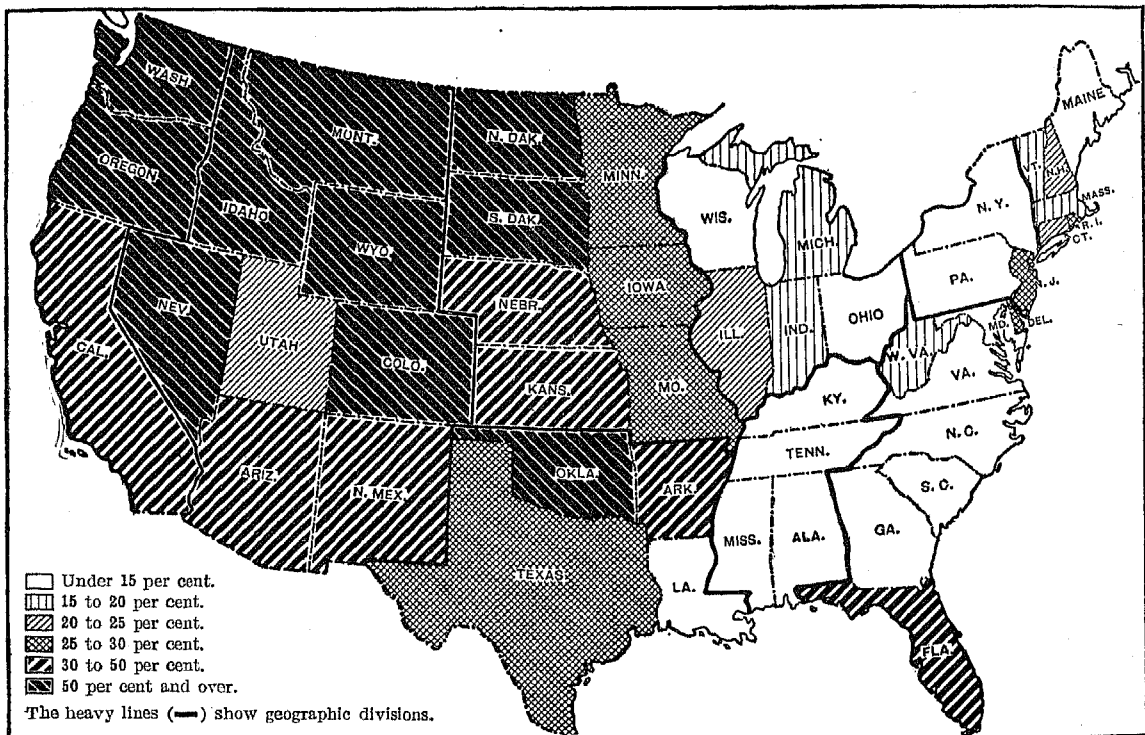 WASH.
MONT.
N. DAK.
MINN.
OREGON
IDAHO
S. DAK.
WYO.
WIS.
MICH.
N. Y.
VT.
N.H.
MAINE
MASS.
R.I.
CT.
NEV.
UTAH
COLO.
NEBR.
IOWA
ILL.
IND.
OHIO
PA.
N.J.
MD.
DEL.
CAL.
KANS.
MO.
KY.
W. VA.
VA.
ARIZ.
N. MEX.
OKLA.
ARK.
TENN.
N.C.
S.C.
TEXAS
LA.
MISS.
ALA.
GA.
FLA.
Under 15 per cent.
15 to 20 per cent.
20 to 25 per cent.
25 to 30 per cent.
30 to 50 per cent.
50 per cent and over.
The heavy lines (▬) show geographic divisions.